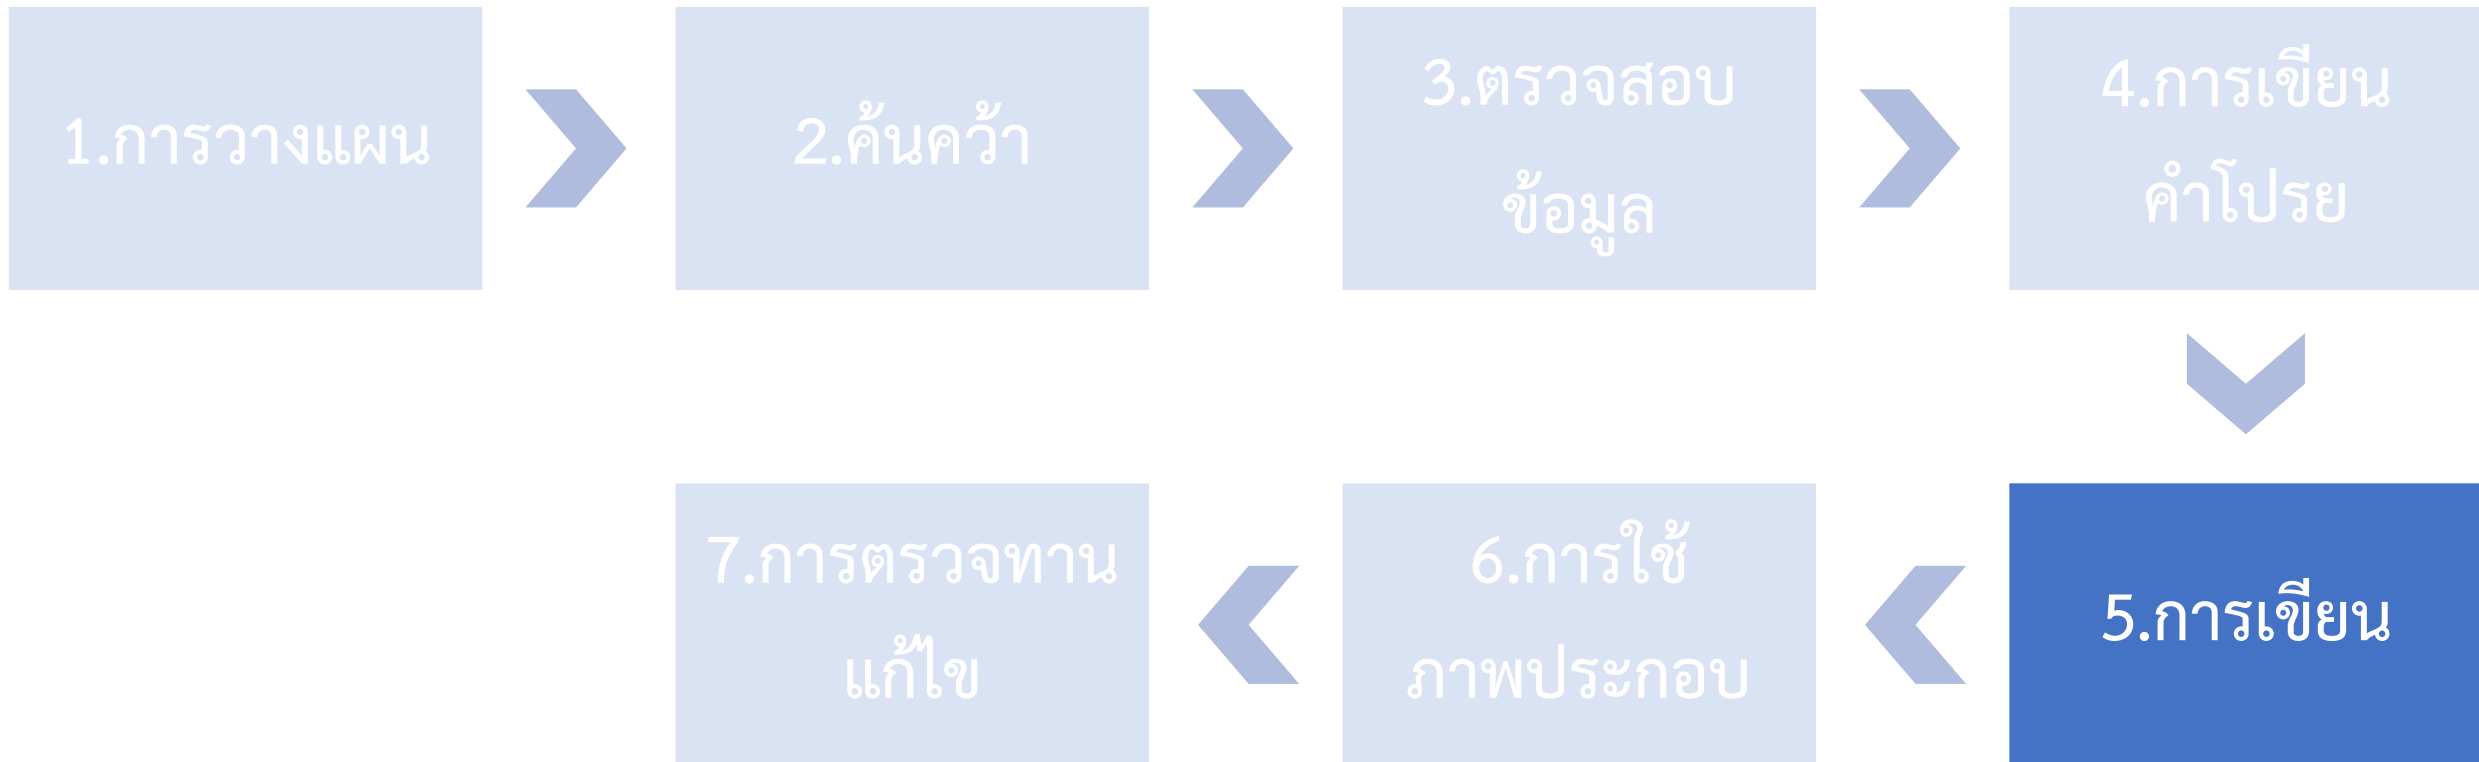 1.การวางแผน
2.ค้นคว้า
3.ตรวจสอบ
ข้อมูล
4.การเขียน
คำโปรย
5.การเขียน
6.การใช้
ภาพประกอบ
7.การตรวจทาน
แก้ไข